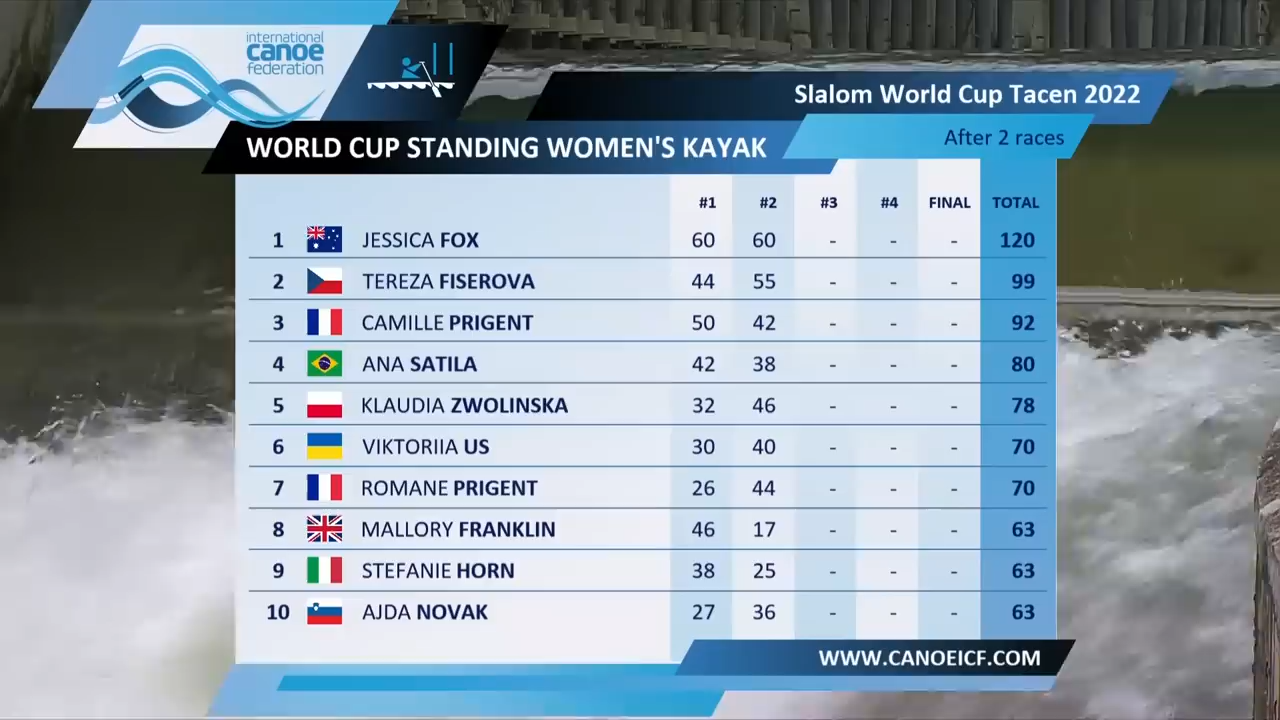 international
canoe
federation
Slalom World Cup Tacen 2022
After 2 races
WORLD CUP STANDING WOMEN'S KAYAK
#1 #2 #3 #4 FINAL TOTAL
1 JESSICA FOX 60 60 - - - 120
2 TEREZA FISEROVA 44 55 - - - 99
3 CAMILLE PRIGENT 50 42 - - - 92
4 ANA SATILA 42 38 - - - 80
5 KLAUDIA ZWOLINSKA 32 46 - - - 78
6 VIKTORIIA US 30 40 - - - 70
7 ROMANE PRIGENT 26 44 - - - 70
8 MALLORY FRANKLIN 46 17 - - - 63
9 STEFANIE HORN 38 25 - - - 63
10 AJDA NOVAK 27 36 - - - 63
WWW.CANOEICF.COM